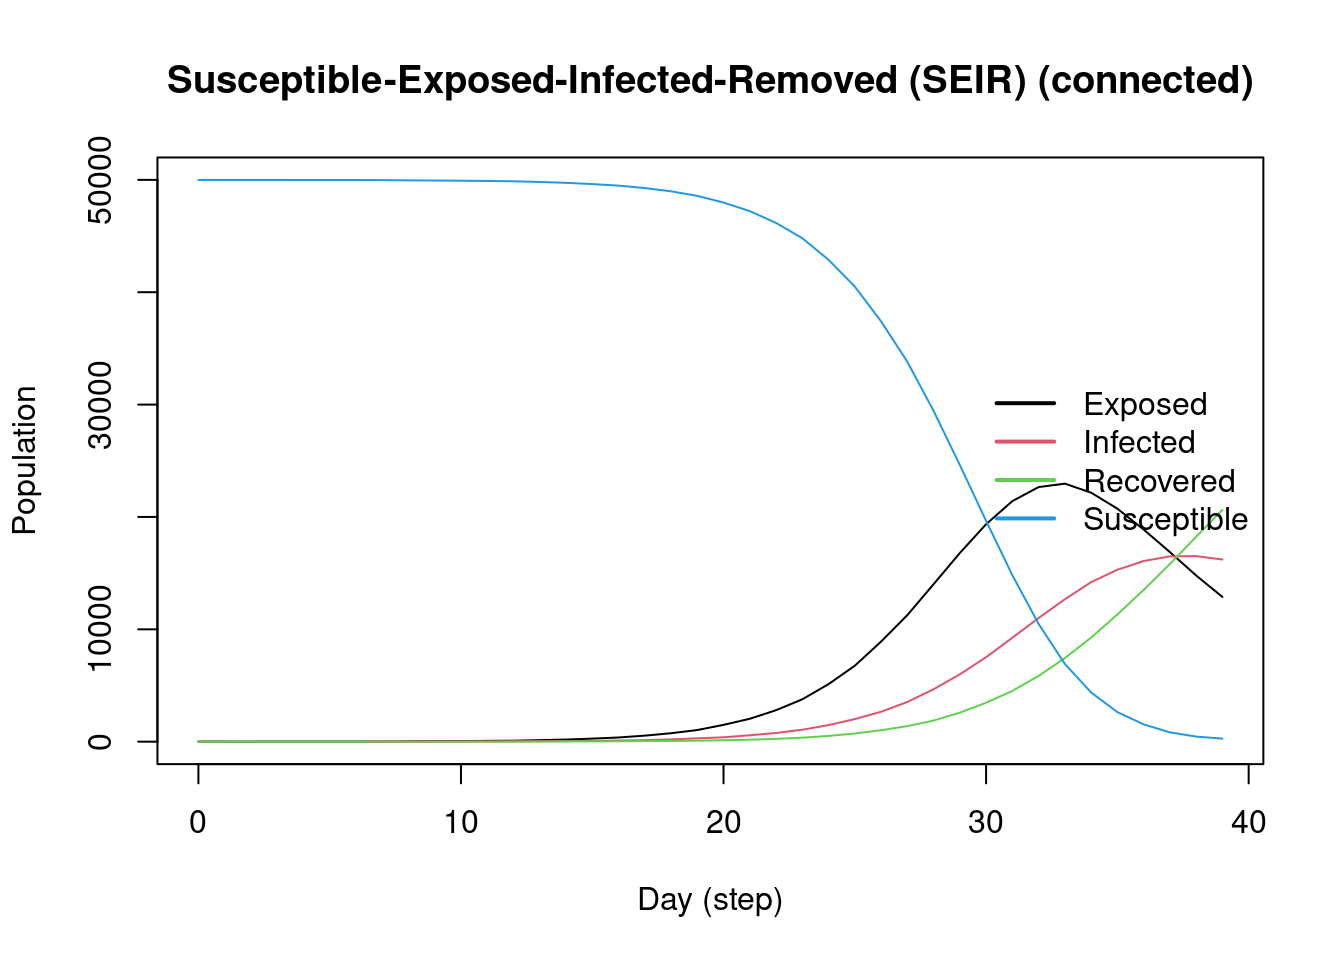 Susceptible-Exposed-Infected-Removed (SEIR) (connected)
Population
50000
30000
10000
0
Exposed
Infected
Recovered
Susceptible
0 10 20 30 40
Day (step)